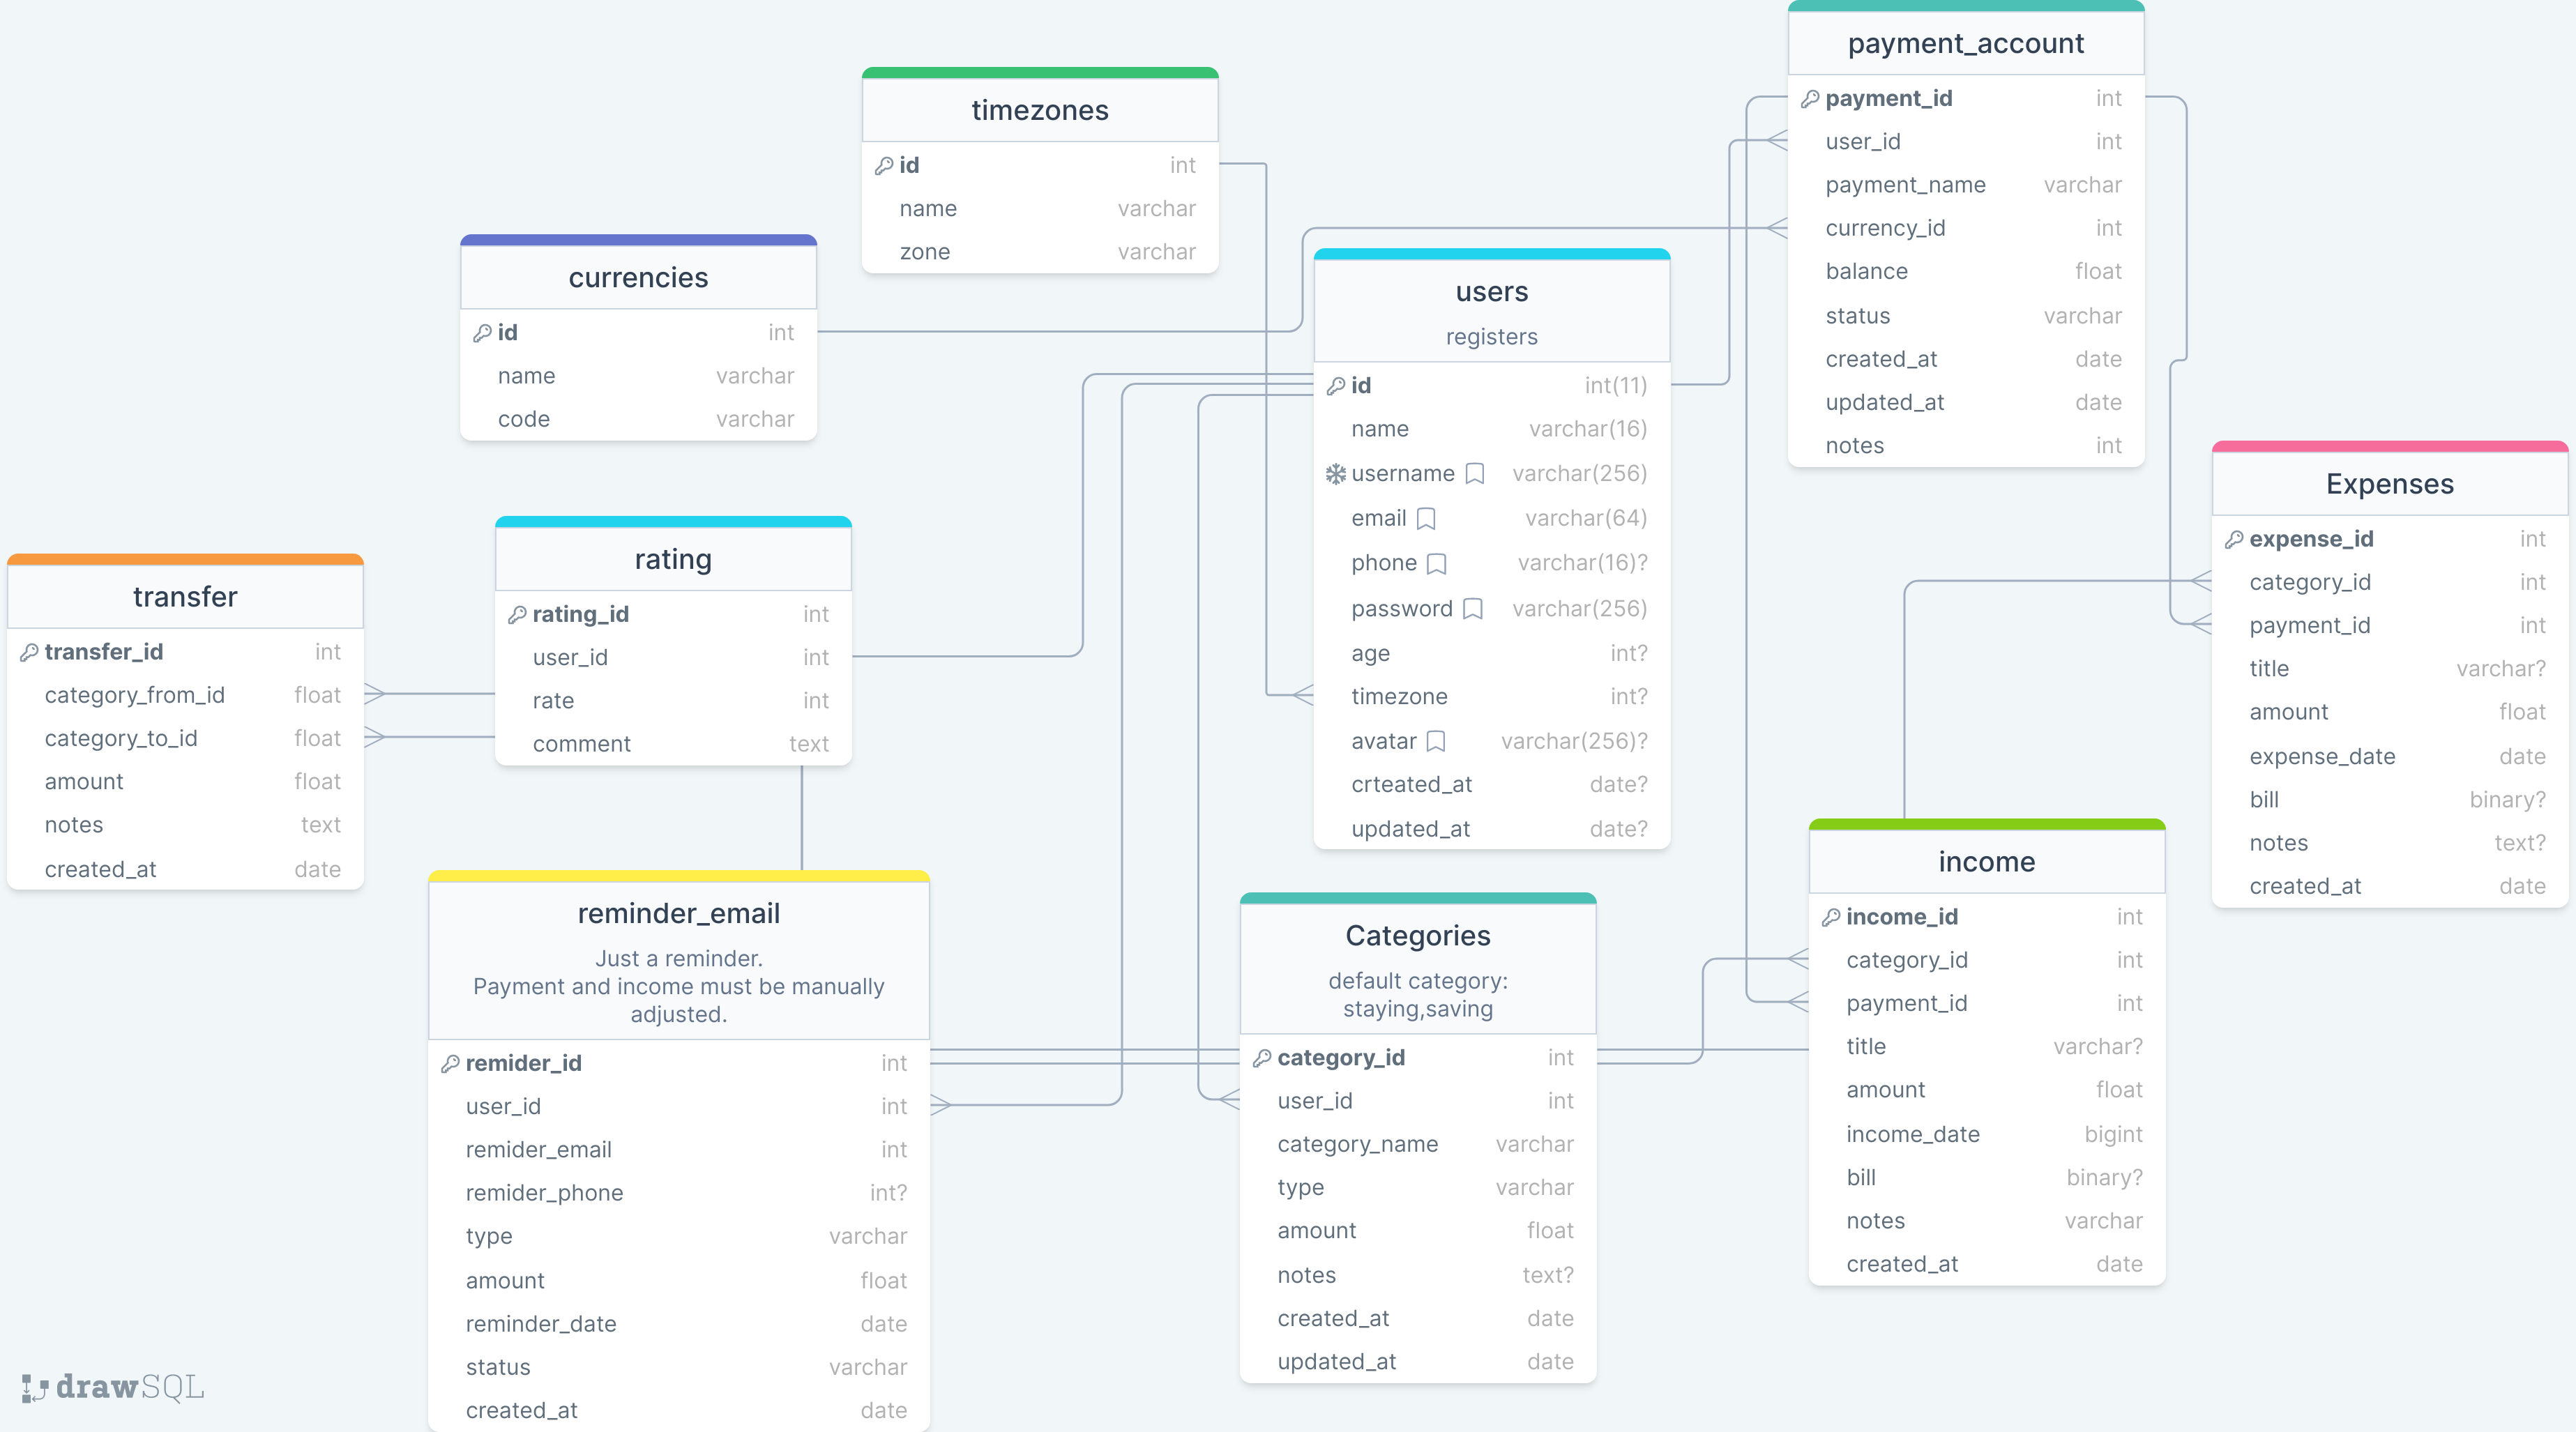 payment_account
payment_id int
user_id int
payment_name varchar
currency_id int
balance float
status varchar
created_at date
updated_at date
notes int
timezones
id int
name varchar
zone varchar
currencies
id int
name varchar
code varchar
users
registers
id int(11)
name varchar(16)
username varchar(256)
email varchar(64)
phone varchar(16)?
password varchar(256)
age int?
timezone int?
avatar varchar(256)?
crteated_at date?
updated_at date?
Expenses
expense_id int
category_id int
payment_id int
title varchar?
amount float
expense_date date
bill binary?
notes text?
created_at date
rating
rating_id int
user_id int
rate int
comment text
transfer
transfer_id int
category_from_id float
category_to_id float
amount float
notes text
created_at date
reminder_email
Just a reminder.
Payment and income must be manually
adjusted.
remider_id int
user_id int
remider_email int
remider_phone int?
type varchar
amount float
reminder_date date
status varchar
created_at date
Categories
default category:
staying,saving
category_id int
user_id int
category_name varchar
type varchar
amount float
notes text?
created_at date
updated_at date
income
income_id int
category_id int
payment_id int
title varchar?
amount float
income_date bigint
bill binary?
notes varchar
created_at date
drawSQL